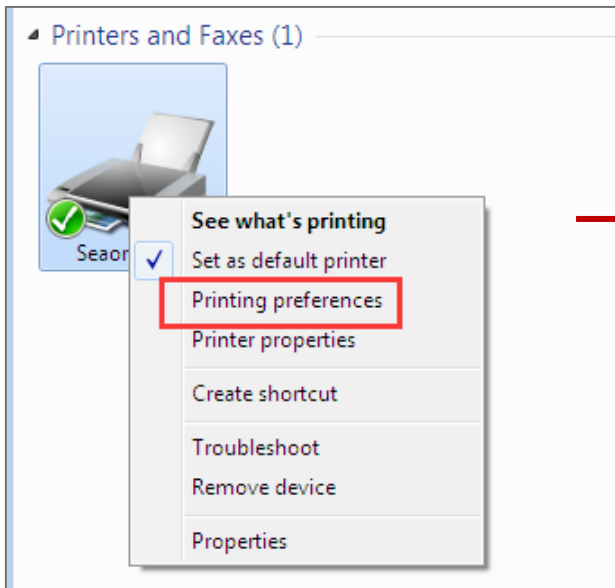 Printers and Faxes (1)
See what's printing
Set as default printer
Printing preferences
Printer properties
Create shortcut
Troubleshoot
Remove device
Properties